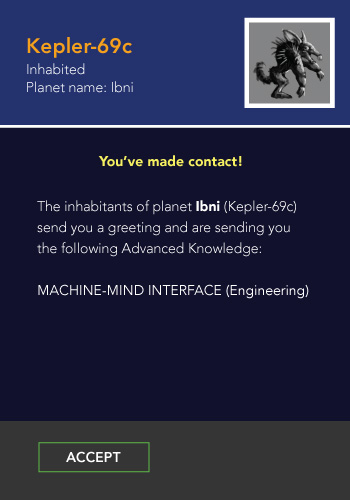 Kepler-69c
Inhabited
Planet name: Ibni
You've made contact!
The inhabitants of planet Ibni (Kepler-69c)
send you a greeting and are sending you
the following Advanced Knowledge:
MACHINE-MIND INTERFACE (Engineering)
ACCEPT